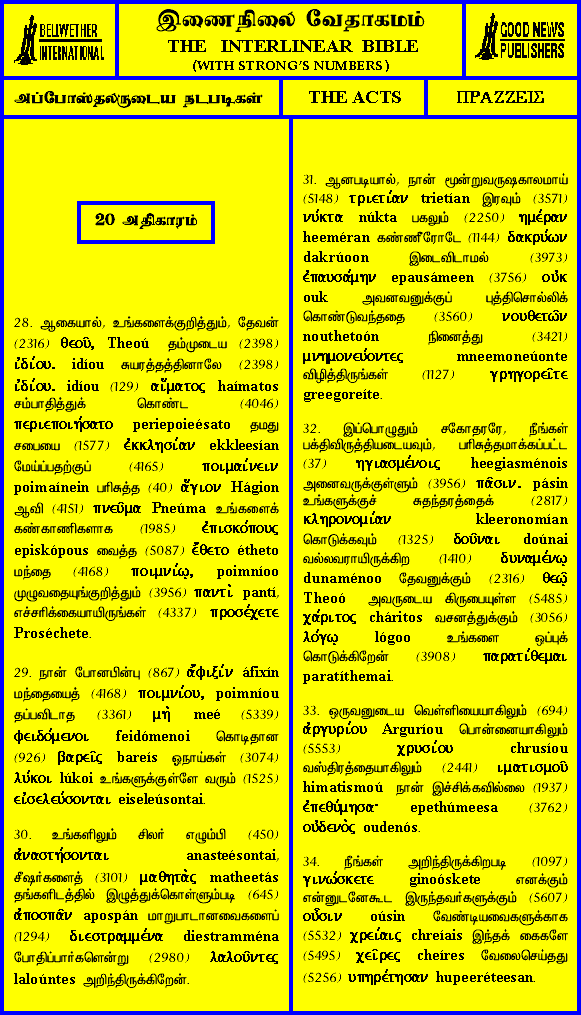 BELLWETHER
INTERNATIONAL
இணைநிலை வேதாகமம்
THE INTERLINEAR BIBLE
(WITH STRONG'S NUMBERS)
GOOD NEWS
PUBLISHERS
அப்போஸ்தலருடைய நடபடிகள்
THE ACTS
ΠΡΑΖΖΕΙΣ
20 அதிகாரம்
28. ஆகையால், உங்களைக்குறித்தும், தேவன்
(2316) θεοῦ, Theoú தம்முடைய (2398)
ἰδίου. idíou சுயரத்தத்தினாலே (2398)
ἰδίου. idíou (129) αἵματος haímatos
சம்பாதித்துக் கொண்ட (4046)
περιεποιήσατο periepoieésato தமது
சபையை (1577) ἐκκλησίαν ekkleesían
மேய்ப்பதற்குப் (4165) ποιμαίνειν
poimaínein பரிசுத்த (40) ἅγιον Hágion
ஆவி (4151) πνεῦμα Pneúma உங்களைக்
கண்காணிகளாக (1985) ἐπισκόπους
episkópous வைத்த (5087) ἔθετο étheto
மந்தை (4168) ποιμνίῳ, poimníoo
முழுவதையுங்குறித்தும் (3956) παντὶ pantí,
எச்சரிக்கையாயிருங்கள் (4337) προσέχετε
Proséchete.
29. நான் போனபின்பு (867) ἄφιξίν áfixín
மந்தையைத் (4168) ποιμνίου, poimníou
தப்பவிடாத (3361) μὴ meé (5339)
φειδόμενοι feidómenoi கொடிதான
(926) βαρεῖς bareís ஓநாய்கள் (3074)
λύκοι lúkoi உங்களுக்குள்ளே வரும் (1525)
εἰσελεύσονται eiseleúsontai.
30. உங்களிலும் சிலர் எழும்பி (450)
ἀναστήσονται anasteésontai,
சீஷர்களைத் (3101) μαθητὰς matheetás
தங்களிடத்தில் இழுத்துக்கொள்ளும்படி (645)
ἀποσπᾶν apospán மாறுபாடானவைகளைப்
(1294) διεστραμμένα diestramména
போதிப்பார்களென்று (2980) λαλοῦντες
laloúntes அறிந்திருக்கிறேன்.
31. ஆனபடியால், நான் மூன்றுவருஷகாலமாய்
(5148) τριετίαν trietían இரவும் (3571)
νύκτα núkta பகலும் (2250) ημέραν
heeméran கண்ணீரோடே (1144) δακρύων
dakrúoon இடைவிடாமல் (3973)
ἐπαυσάμην epausámeen (3756) οὐκ
ouk அவனவனுக்குப் புத்திசொல்லிக்
கொண்டுவந்ததை (3560) νουθετῶν
nouthetoón நினைத்து (3421)
μνημονεύοντες mneemoneúonte
விழித்திருங்கள் (1127) γρηγορεῖτε
greegoreíte.
32. இப்பொழுதும் சகோதரரே, நீங்கள்
பக்திவிருத்தியடையவும், பரிசுத்தமாக்கப்பட்ட
(37) ηγιασμένοις heegiasménois
அனைவருக்குள்ளும் (3956) πᾶσιν. pásin
உங்களுக்குச் சுதந்தரத்தைக் (2817)
κληρονομίαν kleeronomían
கொடுக்கவும் (1325) δοῦναι doúnai
வல்லவராயிருக்கிற (1410) δυναμένῳ
dunaménoo தேவனுக்கும் (2316) θεῷ
Theoó அவருடைய கிருபையுள்ள (5485)
χάριτος cháritos வசனத்துக்கும் (3056)
λόγῳ lógoo உங்களை ஒப்புக்
கொடுக்கிறேன் (3908) παρατίθεμαι
paratíthemai.
33. ஒருவனுடைய வெள்ளியையாகிலும் (694)
ἀργυρίου Arguríou பொன்னையாகிலும்
(5553) χρυσίου chrusíou
வஸ்திரத்தையாகிலும் (2441) ιματισμοῦ
himatismoú நான் இச்சிக்கவில்லை (1937)
ἐπεθύμησα· epethúmeesa (3762)
οὐδενὸς oudenós.
34. நீங்கள் அறிந்திருக்கிறபடி (1097)
γινώσκετε ginoóskete எனக்கும்
என்னுடனேகூட இருந்தவர்களுக்கும் (5607)
οὖσιν oúsin வேண்டியவைகளுக்காக
(5532) χρείαις chreíais இந்தக் கைகளே
(5495) χεῖρες cheíres வேலைசெய்தது
(5256) υπηρέτησαν hupeeréteesan.